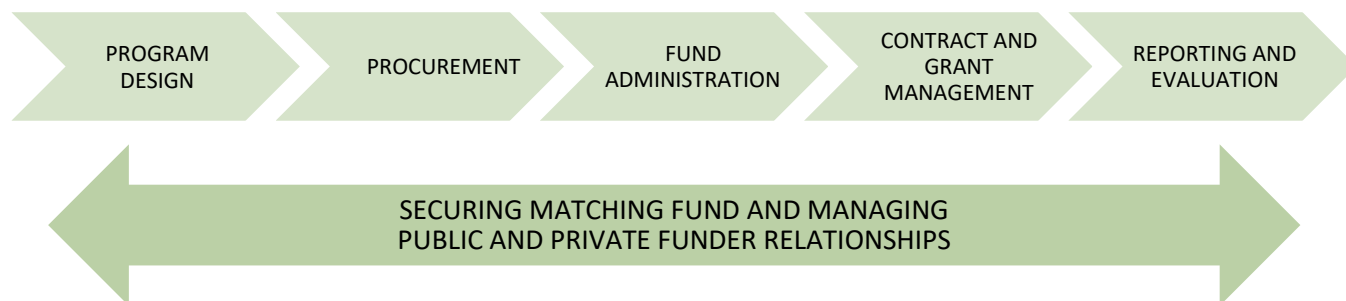 PROGRAM
DESIGN
PROCUREMENT
FUND
ADMINISTRATION
CONTRACT AND
GRANT
MANAGEMENT
REPORTING AND
EVALUATION
SECURING MATCHING FUND AND MANAGING
PUBLIC AND PRIVATE FUNDER RELATIONSHIPS